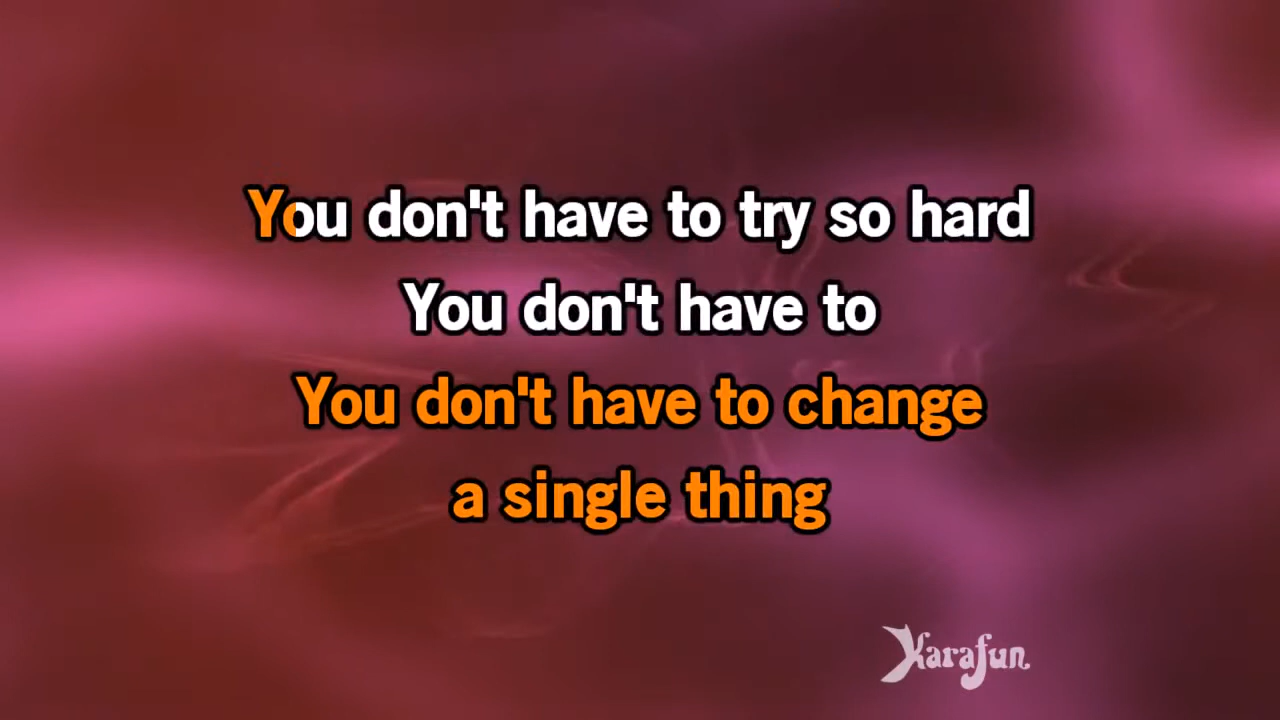 You don't have to try so hard
You don't have to
You don't have to change
a single thing
Karafun